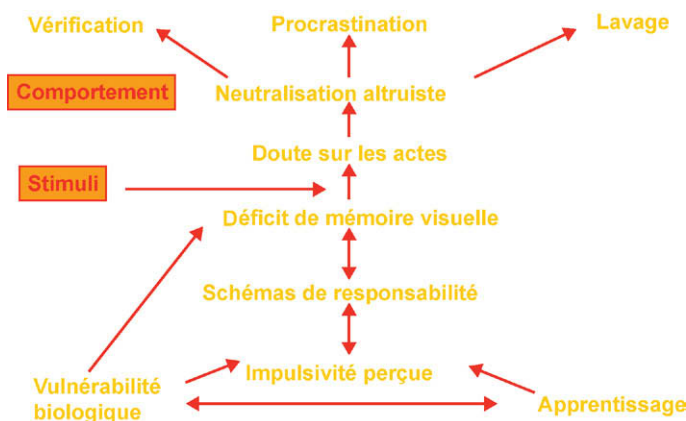 Vérification
Procrastination
Lavage
Comportement
Neutralisation altruiste
Doute sur les actes
Stimuli
Déficit de mémoire visuelle
Schémas de responsabilité
Impulsivité perçue
Vulnérabilité
biologique
Apprentissage